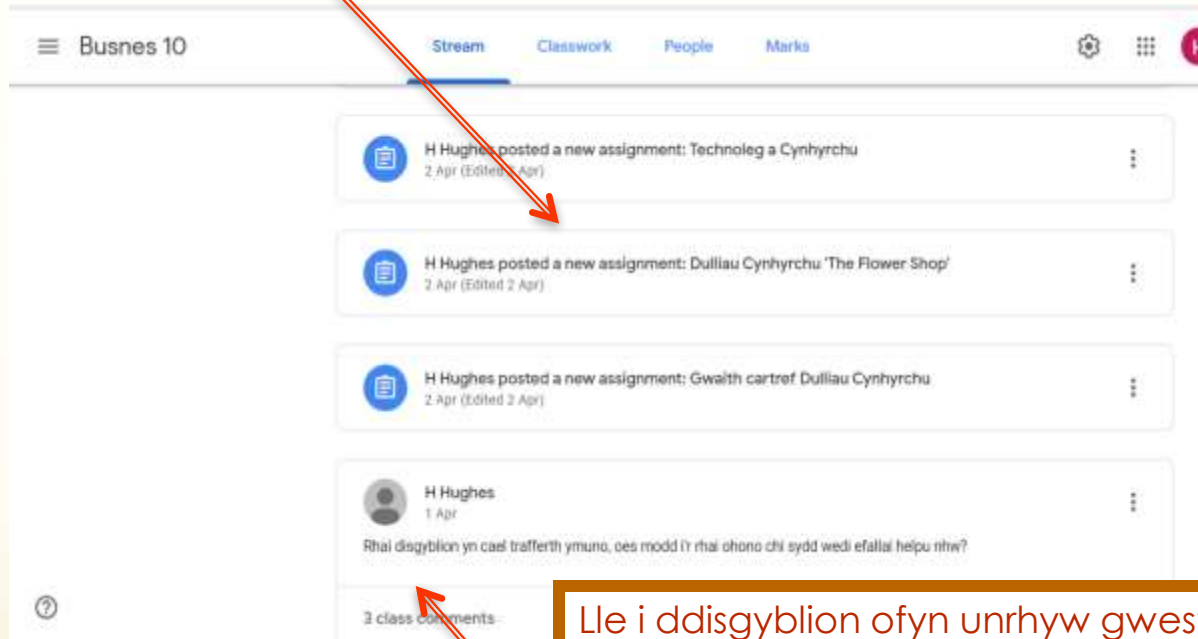 Busnes 10
Stream Classwork People Marks
H Hughes posted a new assignment: Technoleg a Cynhyrchu
2 Apr (Edited 2 Apr)
H Hughes posted a new assignment: Dulliau Cynhyrchu 'The Flower Shop'
2 Apr (Edited 2 Apr)
H Hughes posted a new assignment: Gwaith cartref Dulliau Cynhyrchu
2 Apr (Edited 2 Apr)
H Hughes
1 Apr
Rhai disgyblion yn cael trafferth ymuno, oes modd i'r rhai ohono chi sydd wedi efallai helpu nhw?
3 class comments
Lle i ddisgyblion ofyn unrhyw gwes